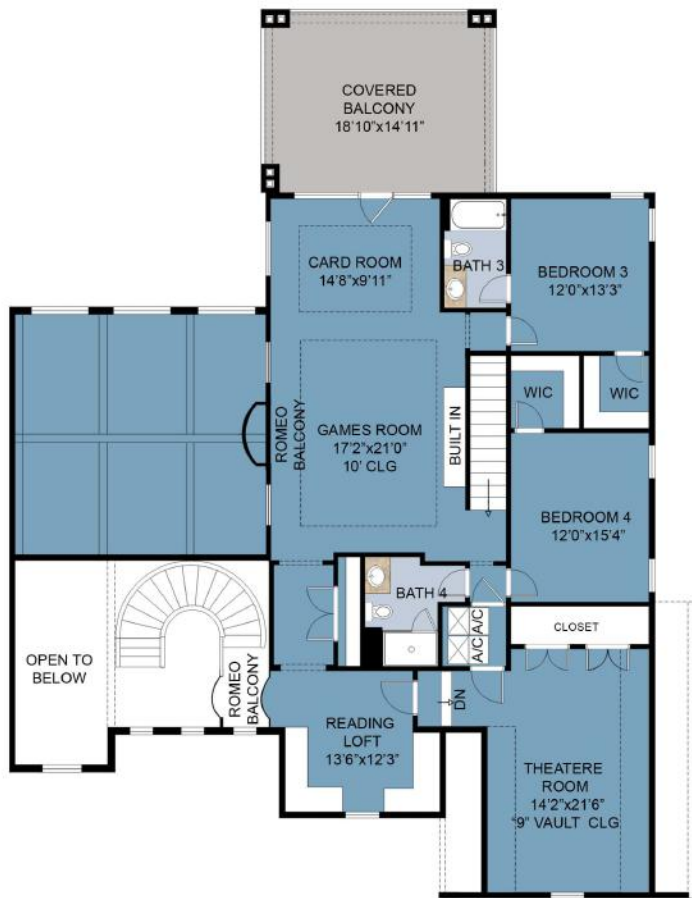 COVERED
BALCONY
18'10"x14'11"
CARD ROOM
14'8"x9'11"
BATH 3
BEDROOM 3
12'0"x13'3"
WIC
WIC
ROMEO
BALCONY
GAMES ROOM
17'2"x21'0"
10' CLG
BUILT IN
BEDROOM 4
12'0"x15'4"
BATH 4
A/C
A/C
CLOSET
OPEN TO
BELOW
ROMEO
BALCONY
READING
LOFT
13'6"x12'3"
DN
THEATERE
ROOM
14'2"x21'6"
"9" VAULT CLG